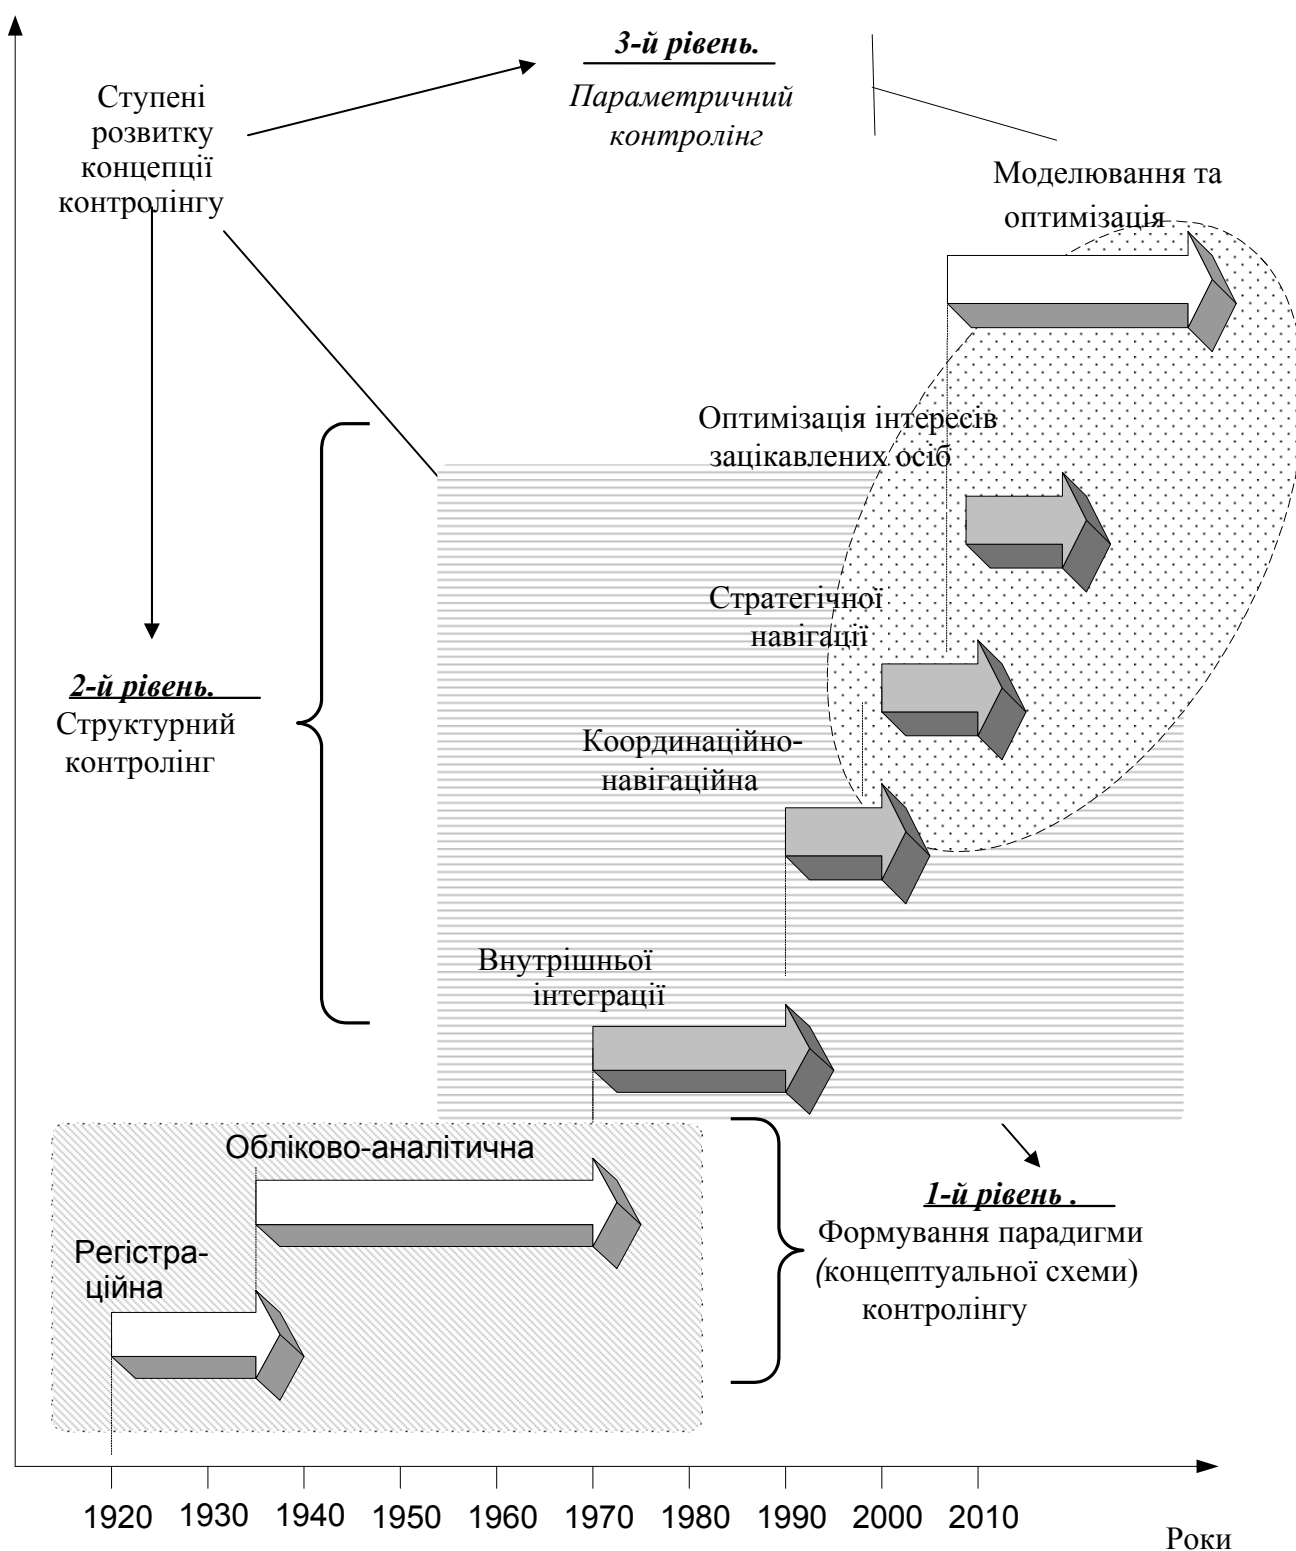 3-й рівень.
Параметричний
контролінг
Ступені
розвитку
концепції
контролінгу
Моделювання та
оптимізація
Оптимізація інтересів
зацікавлених осіб
Стратегічної
навігації
2-й рівень.
Структурний
контролінг
Координаційно-
навігаційна
Внутрішньої
інтеграції
Обліково-аналітична
1-й рівень .
Формування парадигми
(концептуальної схеми)
контролінгу
Регістра-
ційна
1920 1930 1940 1950 1960 1970 1980 1990 2000 2010
Роки